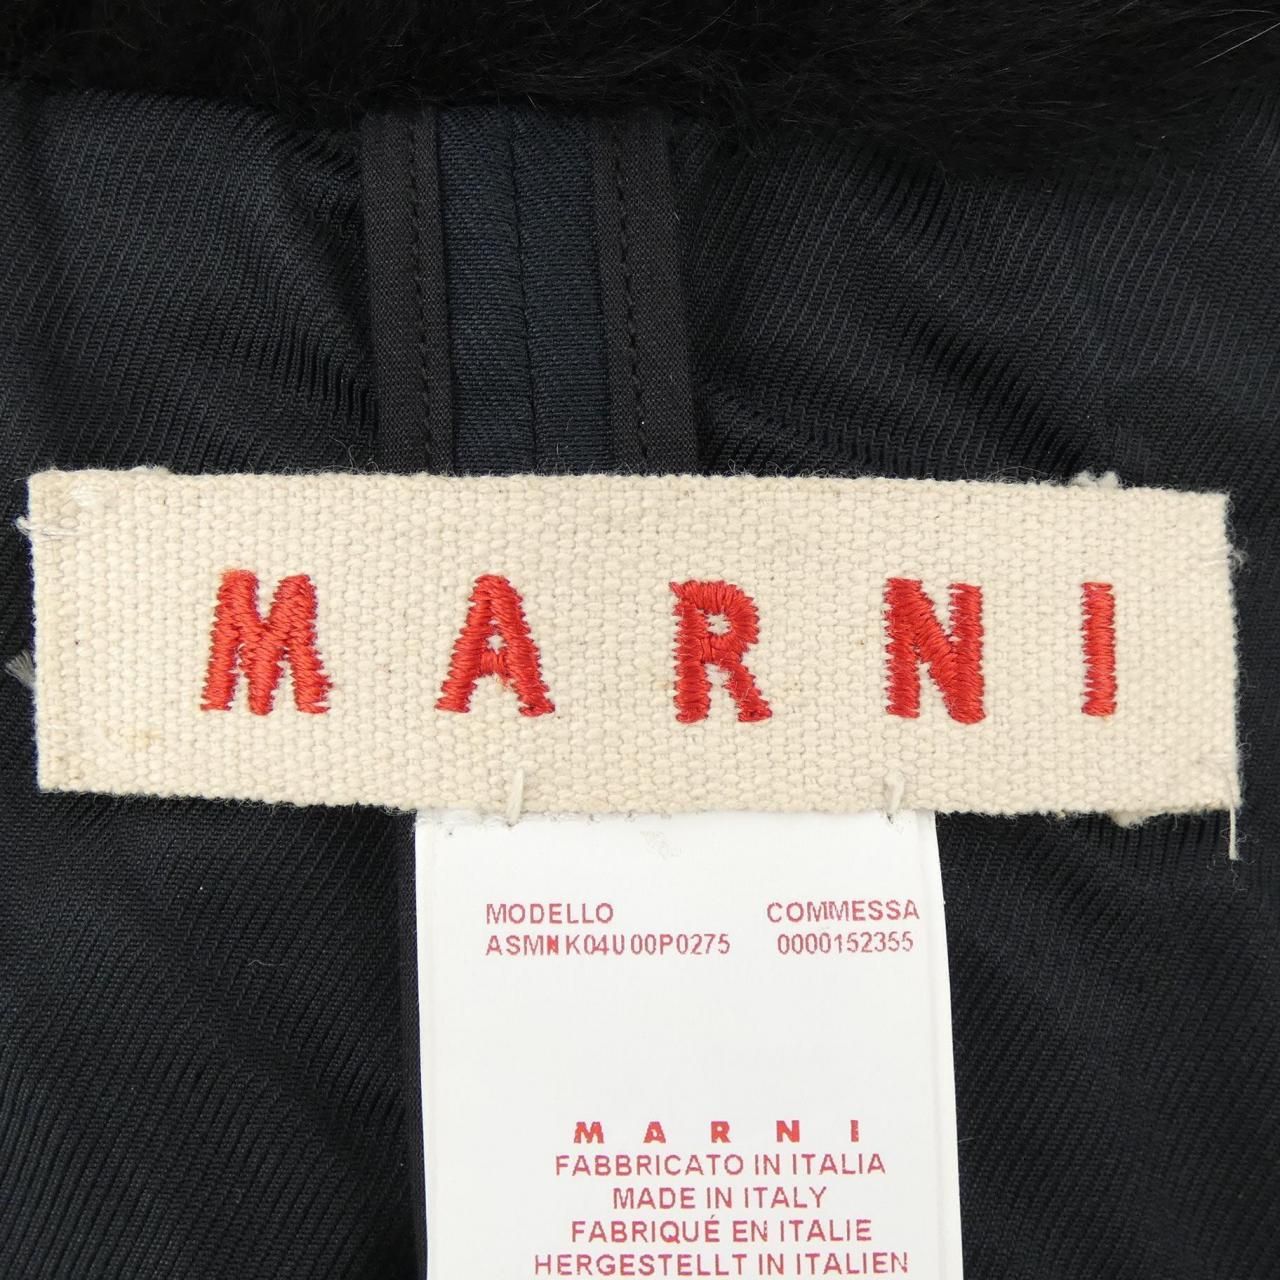 MARNI
MODELLO COMMESSA
ASMNK04U00P0275 0000152355
MARNI
FABBRICATO IN ITALIA
MADE IN ITALY
FABRIQUÉ EN ITALIE
HERGESTELLT IN ITALIEN